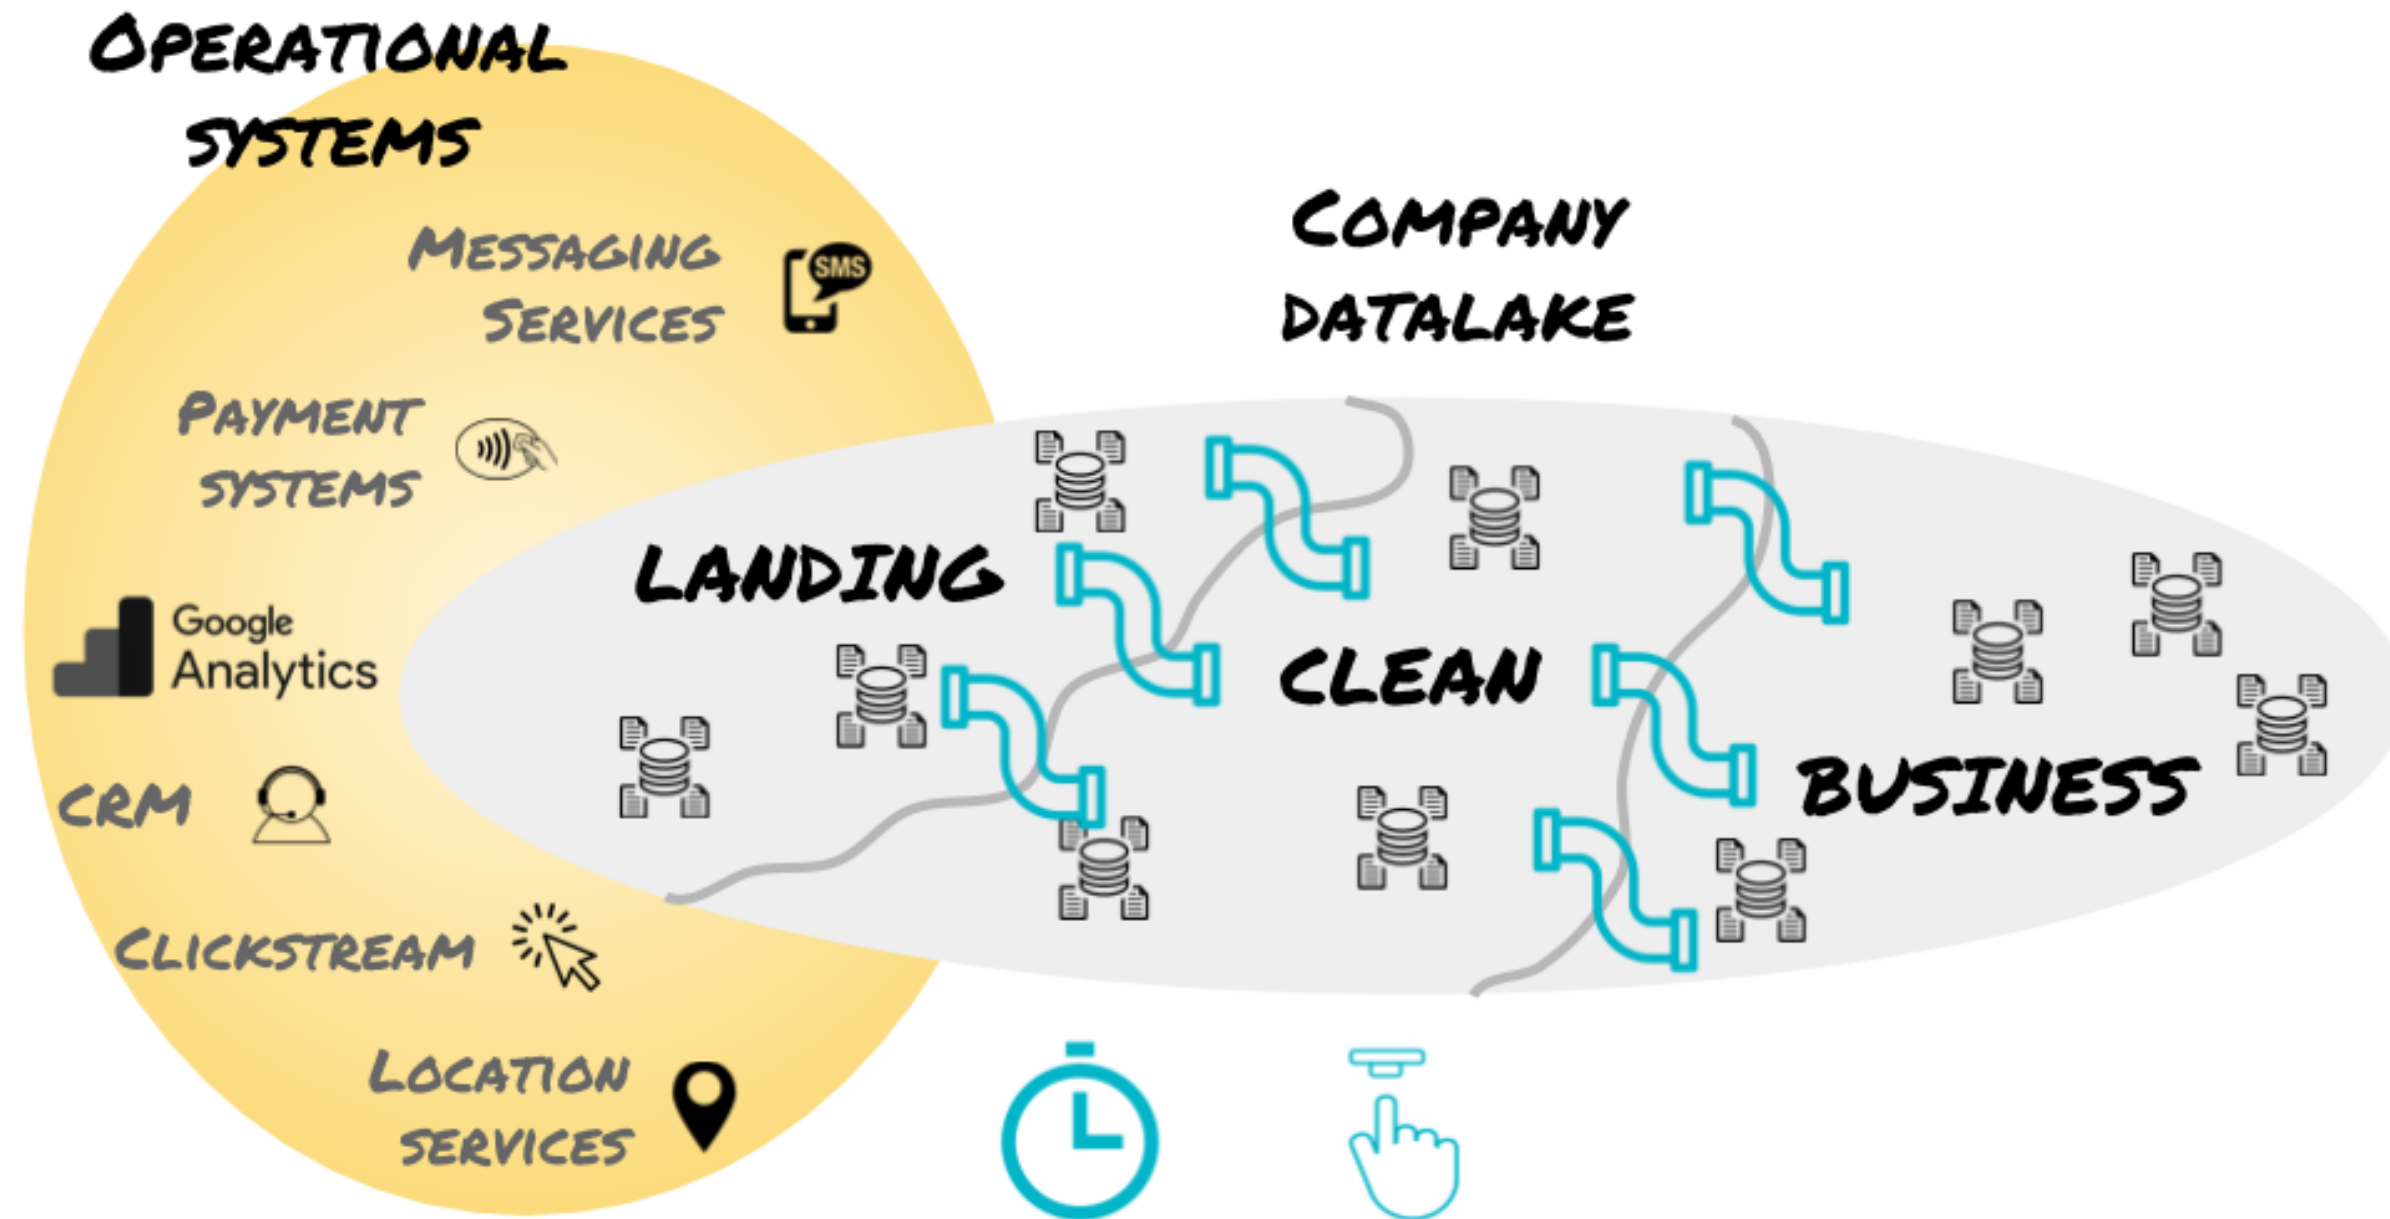 OPERATIONAL
SYSTEMS
MESSAGING
SERVICES
SMS
PAYMENT
SYSTEMS
Google
Analytics
CRM
CLICKSTREAM
LOCATION
SERVICES
COMPANY
DATALAKE
LANDING
CLEAN
BUSINESS